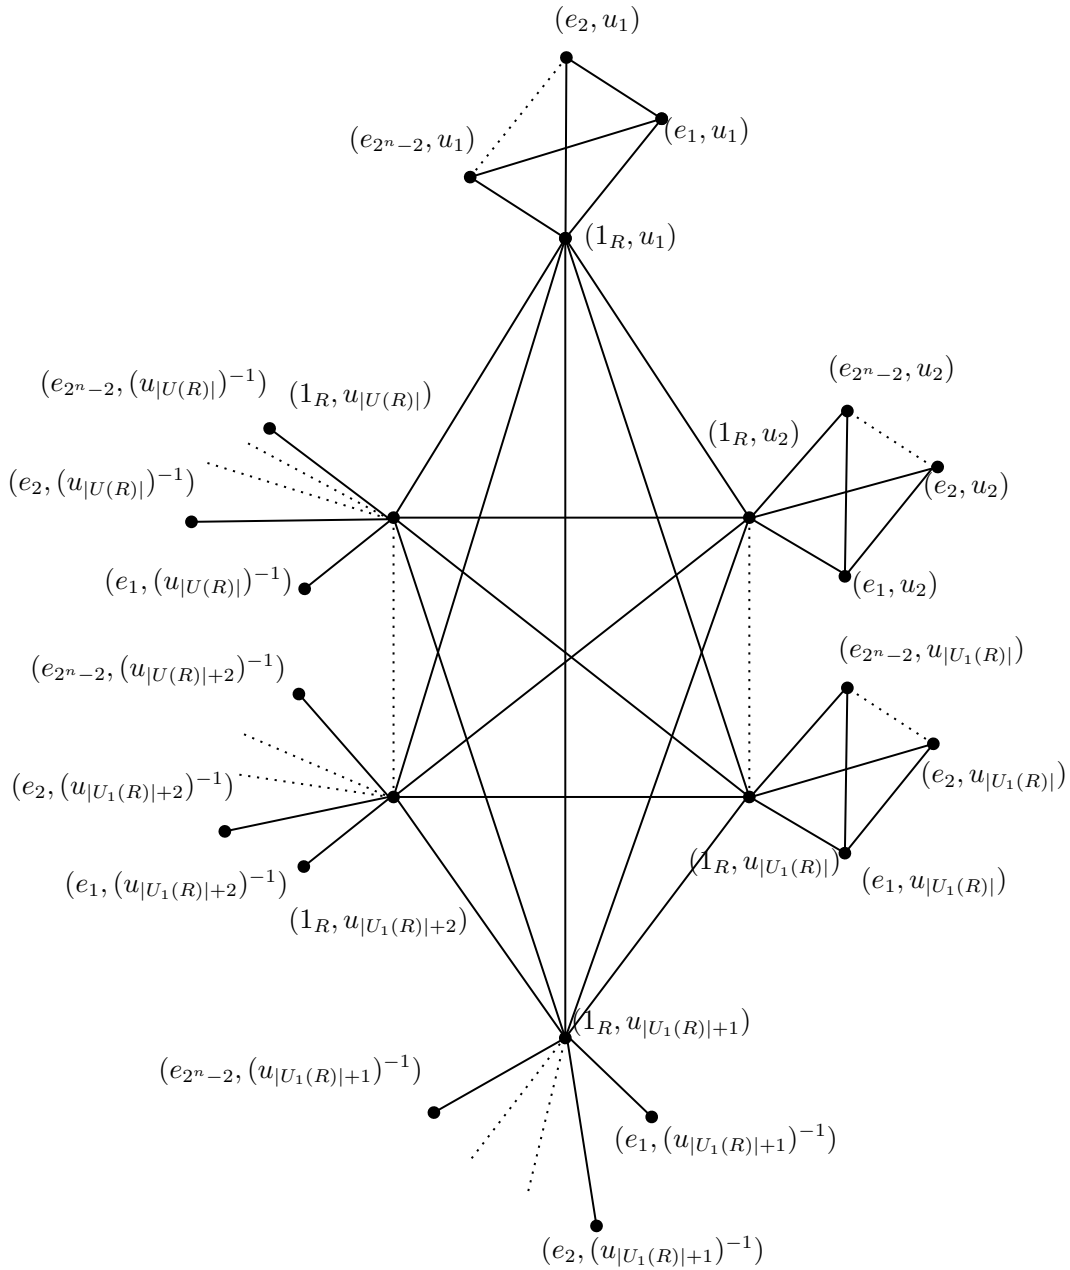 $(e_2, u_1)$
$(e_1, u_1)$
$(e_{2^n-2}, u_1)$
$(1_R, u_1)$
$(e_{2^n-2}, u_2)$
$(e_{2^n-2}, (u_{|U(R)|})^{-1})$
$(1_R, u_{|U(R)|})$
$(1_R, u_2)$
$(e_2, (u_{|U(R)|})^{-1})$
$(e_2, u_2)$
$(e_1, (u_{|U(R)|})^{-1})$
$(e_1, u_2)$
$(e_{2^n-2}, u_{|U_1(R)|})$
$(e_{2^n-2}, (u_{|U(R)|+2})^{-1})$
$(e_2, u_{|U_1(R)|})$
$(e_2, (u_{|U_1(R)|+2})^{-1})$
$(1_R, u_{|U_1(R)|})$
$(e_1, u_{|U_1(R)|})$
$(e_1, (u_{|U_1(R)|+2})^{-1})$
$(1_R, u_{|U_1(R)|+2})$
$(1_R, u_{|U_1(R)|+1})$
$(e_{2^n-2}, (u_{|U_1(R)|+1})^{-1})$
$(e_1, (u_{|U_1(R)|+1})^{-1})$
$(e_2, (u_{|U_1(R)|+1})^{-1})$